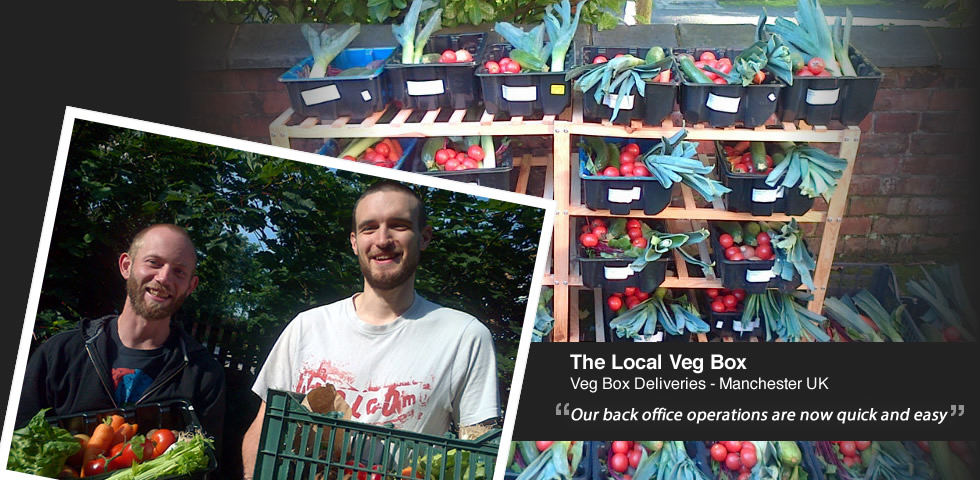 The Local Veg Box
Veg Box Deliveries - Manchester UK
“Our back office operations are now quick and easy”